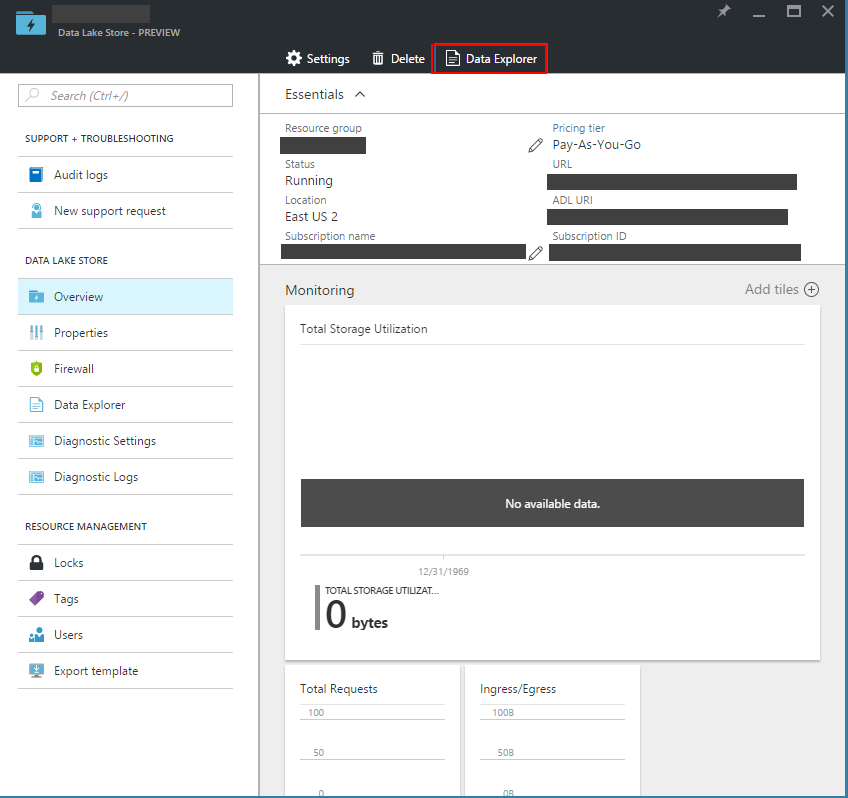 Data Lake Store - PREVIEW
Settings
Delete
Data Explorer
Search (Ctrl+/)
SUPPORT + TROUBLESHOOTING
Audit logs
New support request
DATA LAKE STORE
Overview
Properties
Firewall
Data Explorer
Diagnostic Settings
Diagnostic Logs
RESOURCE MANAGEMENT
Locks
Tags
Users
Export template
Essentials
Resource group
Status
Running
Location
East US 2
Subscription name
Pricing tier
Pay-As-You-Go
URL
ADL URI
Subscription ID
Monitoring
Add tiles
Total Storage Utilization
No available data.
12/31/1969
TOTAL STORAGE UTILIZAT...
0 bytes
Total Requests
100
50
0
Ingress/Egress
100B
50B
0B